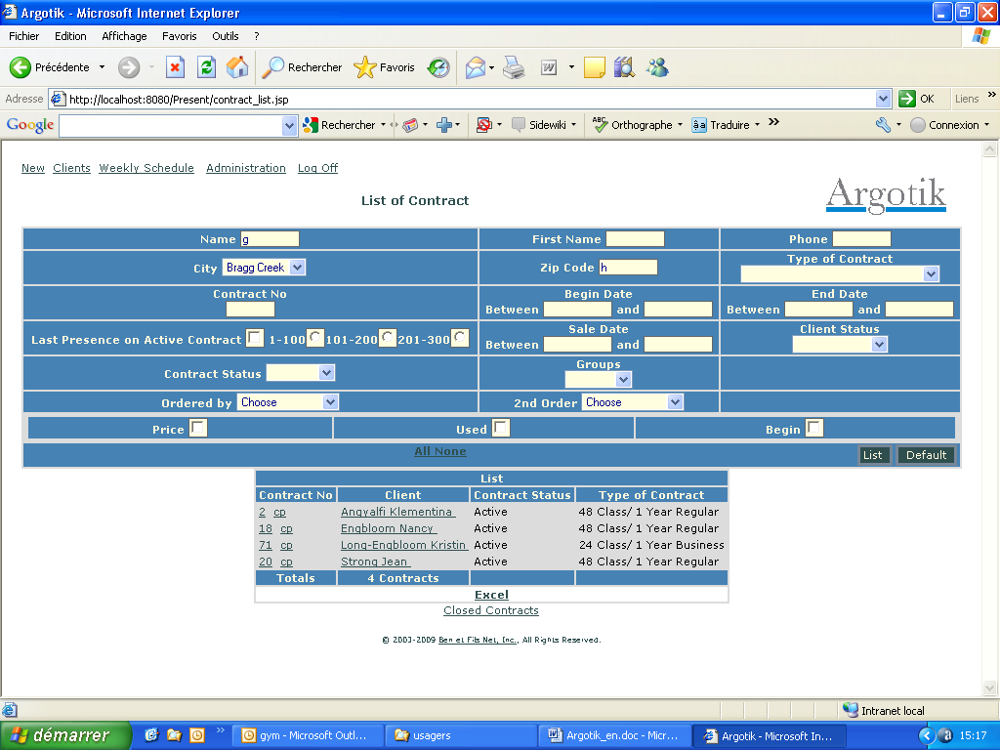 Argotik - Microsoft Internet Explorer
Fichier Edition Affichage Favoris Outils ?
Précédente Rechercher Favoris
Adresse http://localhost:8080/Present/contract_list.jsp OK Liens »
Google Rechercher Sidewiki ABC Orthographe Traduire » Connexion
New Clients Weekly Schedule Administration Log Off
Argotik
List of Contract
Name g First Name Phone
City Bragg Creek Zip Code h Type of Contract
Contract No Begin Date End Date
Between and Between and
Last Presence on Active Contract 1-100 101-200 201-300 Sale Date Client Status
Between and
Contract Status Groups
Ordered by Choose 2nd Order Choose
Price Used Begin
All None List Default
List
Contract No Client Contract Status Type of Contract
2 cp Angyalfi Klementina Active 48 Class/ 1 Year Regular
18 cp Engbloom Nancy Active 48 Class/ 1 Year Regular
71 cp Long-Engbloom Kristin Active 24 Class/ 1 Year Business
20 cp Strong Jean Active 48 Class/ 1 Year Regular
Totals 4 Contracts
Excel
Closed Contracts
© 2003-2009 Ben et Fits Net, Inc., All Rights Reserved.
Intranet local
démarrer » gym - Microsoft Outl... usagers Argotik_en.doc - Micr... Argotik - Microsoft In... 15:17